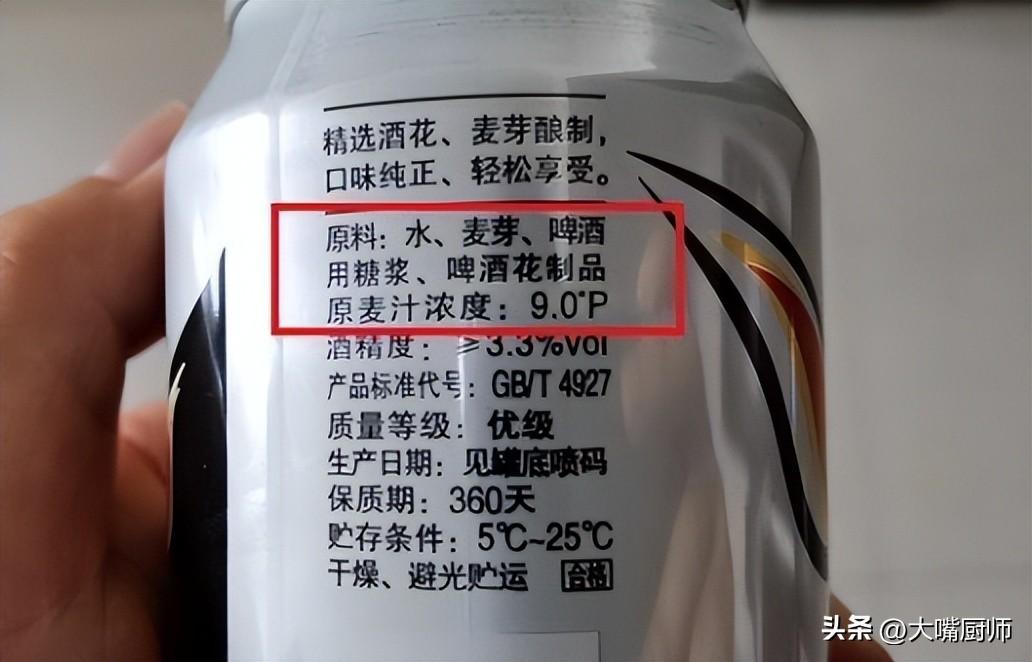 精选酒花、麦芽酿制，
口味纯正、轻松享受。
原料：水、麦芽、啤酒
用糖浆、啤酒花制品
原麦汁浓度：9.0°P
酒精度：≥3.3%vol
产品标准代号：GB/T 4927
质量等级：优级
生产日期：见罐底喷码
保质期：360天
贮存条件：5℃~25℃
干燥、避光贮运 合格
头条 @大嘴厨师